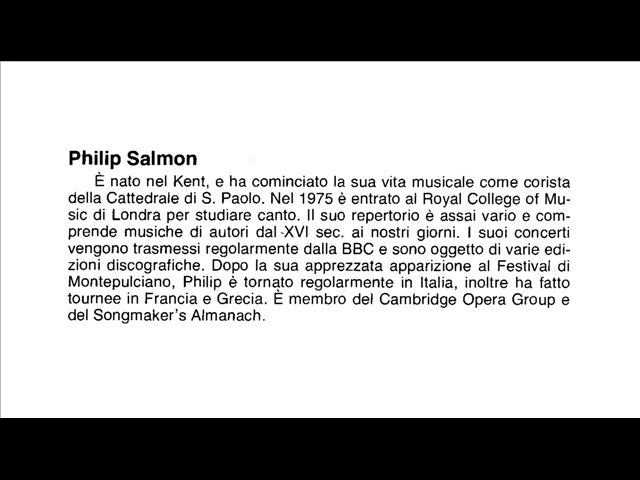 Philip Salmon
È nato nel Kent, e ha cominciato la sua vita musicale come corista
della Cattedrale di S. Paolo. Nel 1975 è entrato al Royal College of Mu-
sic di Londra per studiare canto. Il suo repertorio è assai vario e com-
prende musiche di autori dal XVI sec. ai nostri giorni. I suoi concerti
vengono trasmessi regolarmente dalla BBC e sono oggetto di varie edi-
zioni discografiche. Dopo la sua apprezzata apparizione al Festival di
Montepulciano, Philip è tornato regolarmente in Italia, inoltre ha fatto
tournee in Francia e Grecia. È membro del Cambridge Opera Group e
del Songmaker's Almanach.